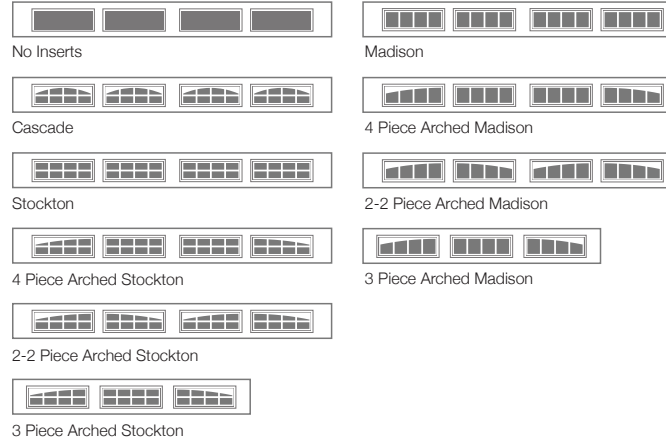 No Inserts
Cascade
Stockton
4 Piece Arched Stockton
2-2 Piece Arched Stockton
3 Piece Arched Stockton
Madison
4 Piece Arched Madison
2-2 Piece Arched Madison
3 Piece Arched Madison